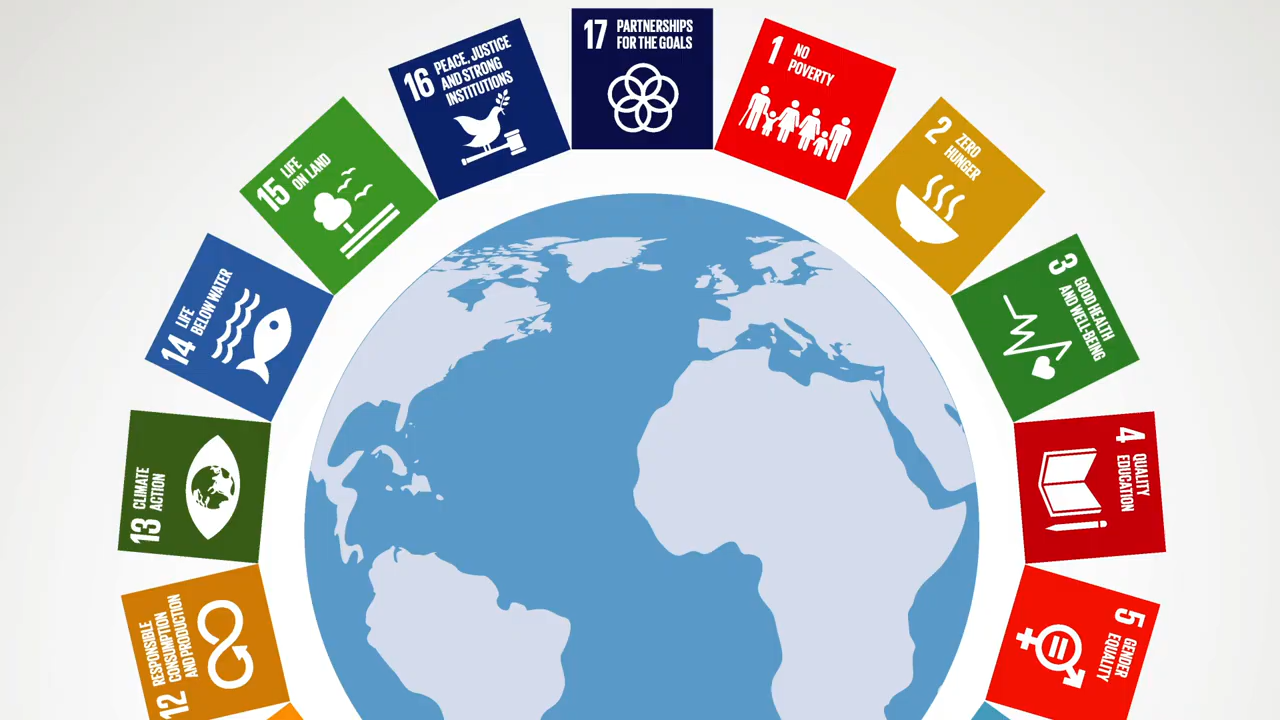 17 PARTNERSHIPS
FOR THE GOALS
1 NO
POVERTY
2 ZERO
HUNGER
3 GOOD HEALTH
AND WELL-BEING
4 QUALITY
EDUCATION
5 GENDER
EQUALITY
12 RESPONSIBLE
CONSUMPTION
AND PRODUCTION
13 CLIMATE
ACTION
14 LIFE
BELOW WATER
15 LIFE
ON LAND
16 PEACE, JUSTICE
AND STRONG
INSTITUTIONS